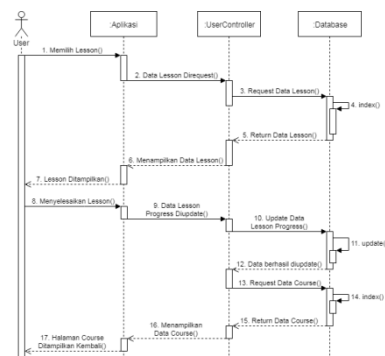 :Aplikasi
:UserController
:Database
User
1. Memilih Lesson()
2. Data Lesson Direquest()
3. Request Data Lesson()
4. index()
5. Return Data Lesson()
6. Menampilkan Data Lesson()
7. Lesson Ditampilkan()
8. Menyelesaikan Lesson()
9. Data Lesson
Progress Diupdate()
10. Update Data
Lesson Progress()
11. update()
12. Data berhasil diupdate()
13. Request Data Course()
14. index()
15. Return Data Course()
16. Menampilkan
Data Course()
17. Halaman Course
Ditampilkan Kembali()